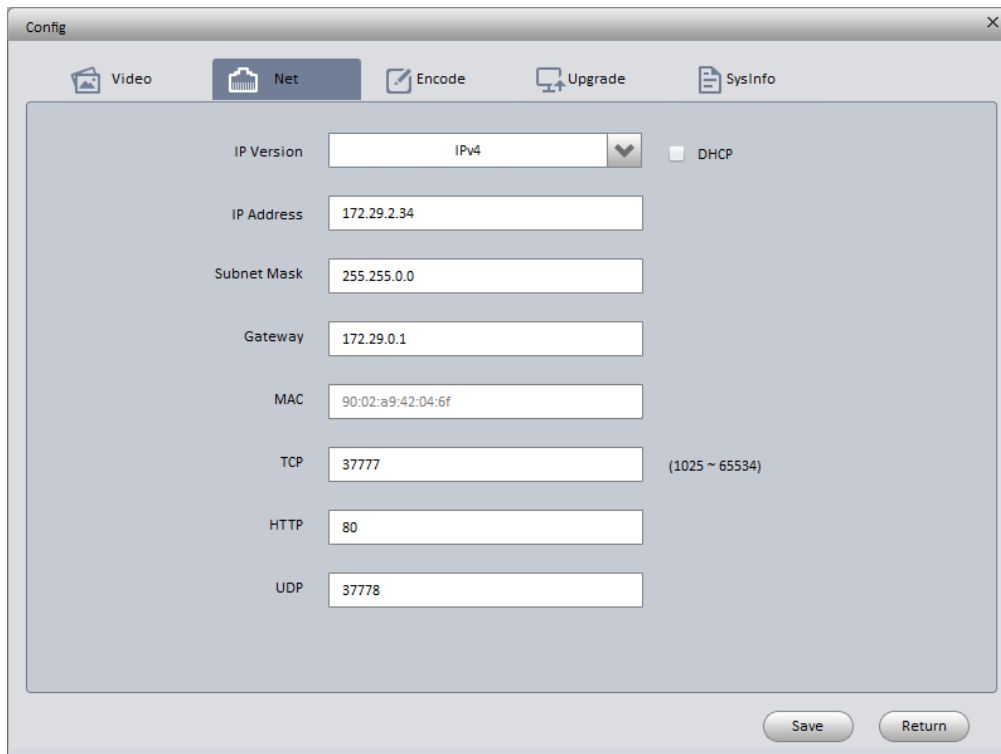 Config
Video Net Encode Upgrade SysInfo
IP Version IPv4 DHCP
IP Address 172.29.2.34
Subnet Mask 255.255.0.0
Gateway 172.29.0.1
MAC 90:02:a9:42:04:6f
TCP 37777 (1025 ~ 65534)
HTTP 80
UDP 37778
Save Return